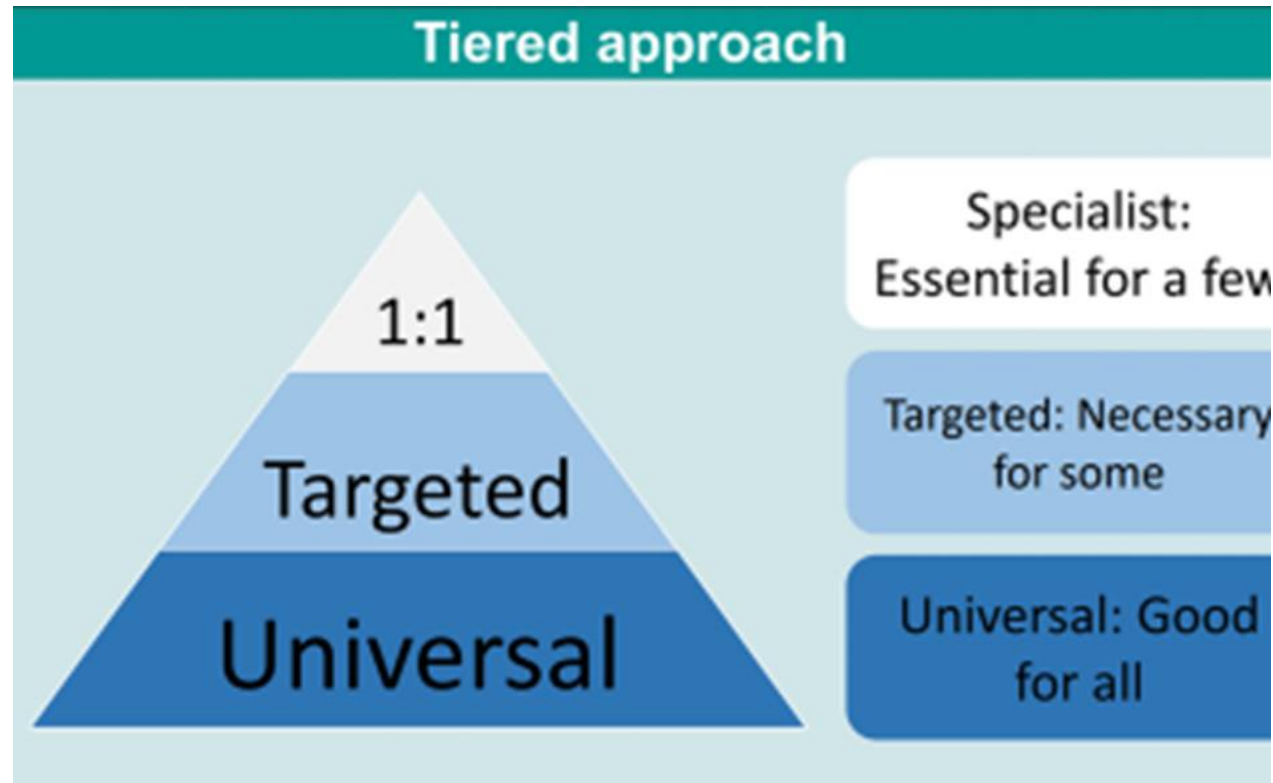 Tiered approach
1:1
Targeted
Universal
Specialist:
Essential for a few
Targeted: Necessary
for some
Universal: Good
for all